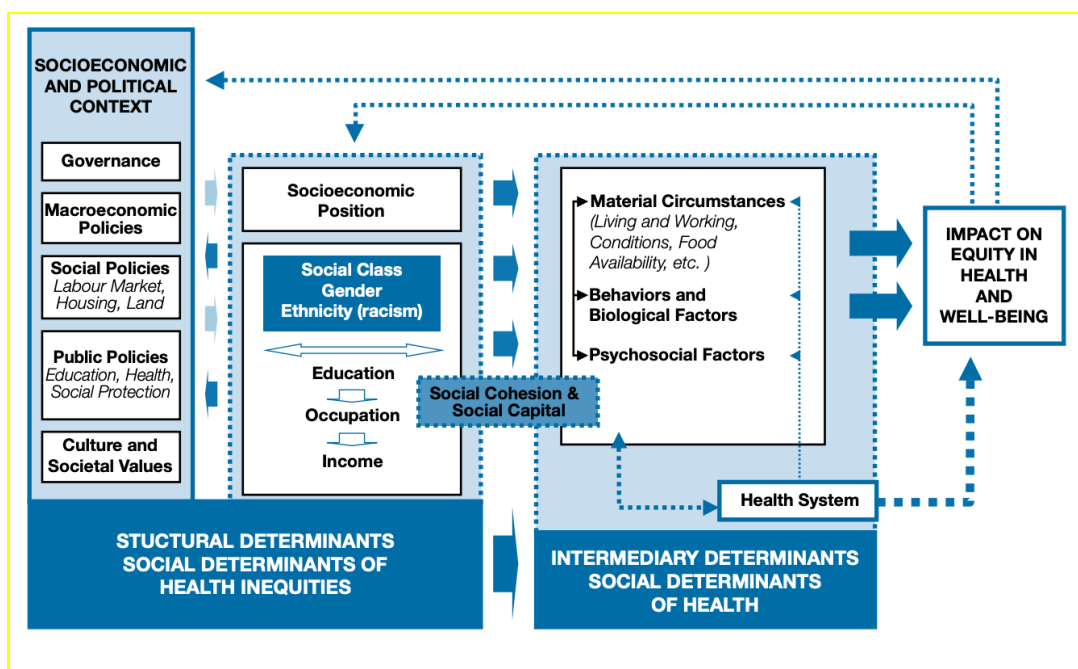 SOCIOECONOMIC
AND POLITICAL
CONTEXT
Governance
Macroeconomic
Policies
Social Policies
Labour Market,
Housing, Land
Public Policies
Education, Health,
Social Protection
Culture and
Societal Values
Socioeconomic
Position
Social Class
Gender
Ethnicity (racism)
Education
Occupation
Income
Social Cohesion &
Social Capital
Material Circumstances
(Living and Working,
Conditions, Food
Availability, etc. )
Behaviors and
Biological Factors
Psychosocial Factors
Health System
IMPACT ON
EQUITY IN
HEALTH
AND
WELL-BEING
STUCTURAL DETERMINANTS
SOCIAL DETERMINANTS OF
HEALTH INEQUITIES
INTERMEDIARY DETERMINANTS
SOCIAL DETERMINANTS
OF HEALTH